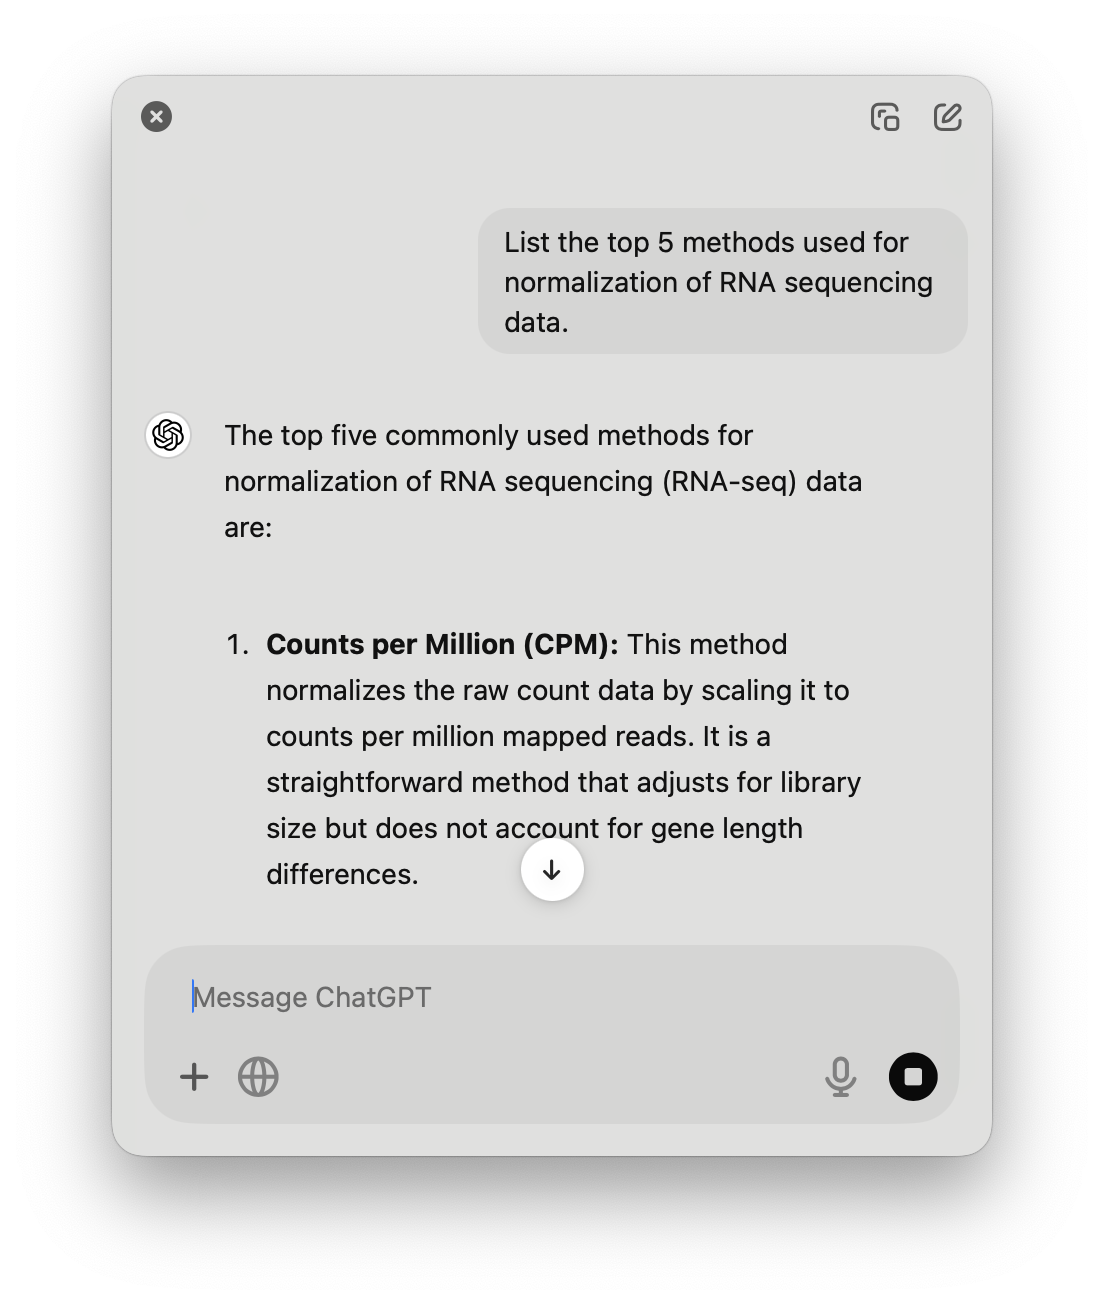 List the top 5 methods used for
normalization of RNA sequencing
data.
The top five commonly used methods for
normalization of RNA sequencing (RNA-seq) data
are:
1. Counts per Million (CPM): This method
normalizes the raw count data by scaling it to
counts per million mapped reads. It is a
straightforward method that adjusts for library
size but does not account for gene length
differences.
Message ChatGPT